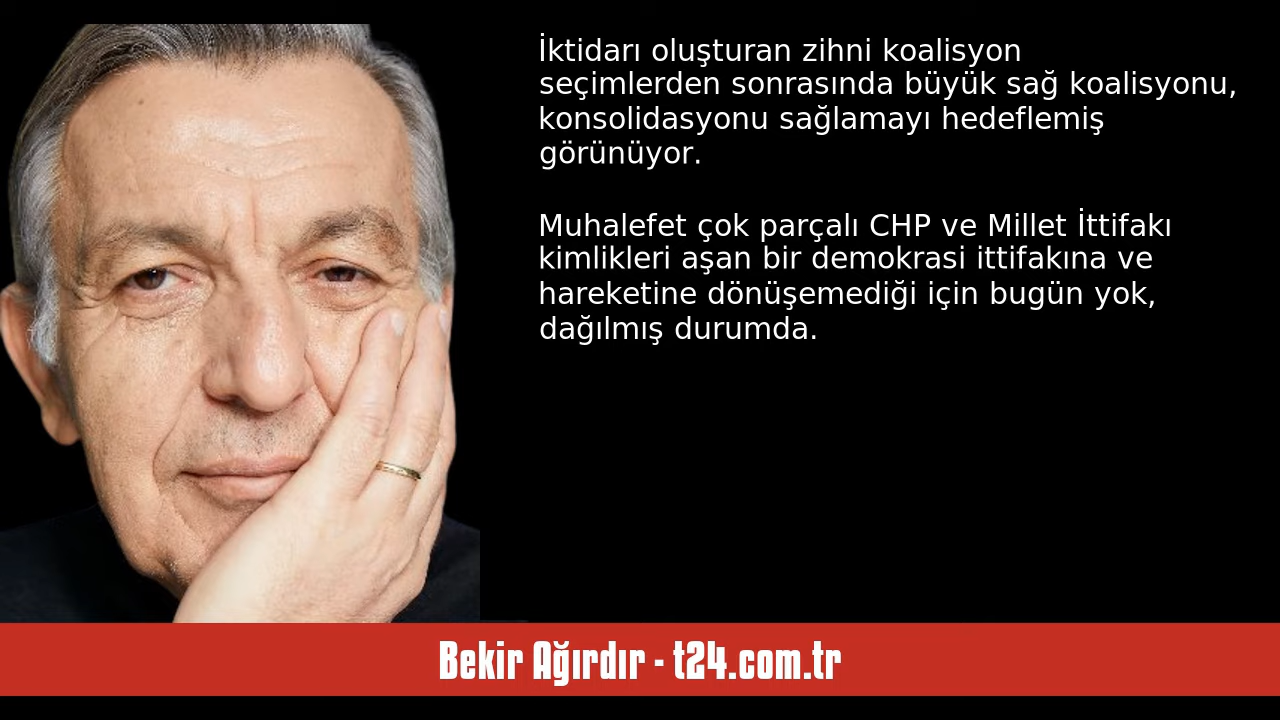 İktidarı oluşturan zihni koalisyon
seçimlerden sonrasında büyük sağ koalisyonu,
konsolidasyonu sağlamayı hedeflemiş
görünüyor.
Muhalefet çok parçalı CHP ve Millet İttifakı
kimlikleri aşan bir demokrasi ittifakına ve
hareketine dönüşemediği için bugün yok,
dağılmış durumda.
Bekir Ağırdır - t24.com.tr